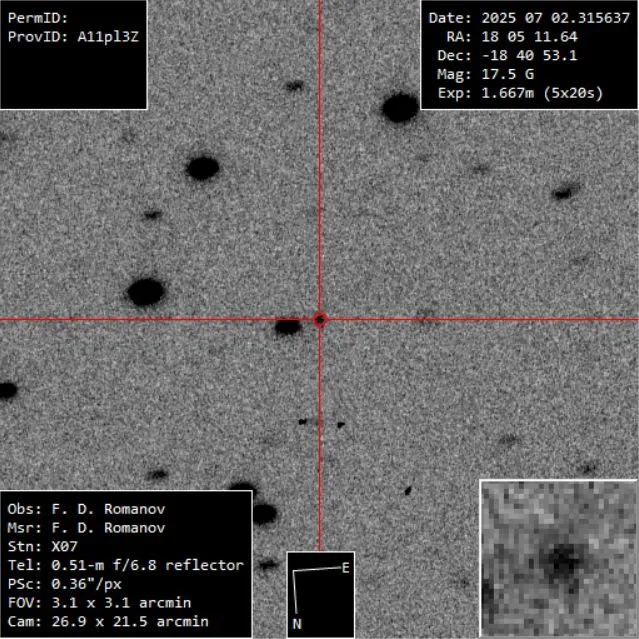 PermID:
ProvID: A11pl3Z
Date: 2025 07 02.315637
RA: 18 05 11.64
Dec: -18 40 53.1
Mag: 17.5 G
Exp: 1.667m (5x20s)
Obs: F. D. Romanov
Msr: F. D. Romanov
Stn: X07
Tel: 0.51-m f/6.8 reflector
PSc: 0.36"/px
FOV: 3.1 x 3.1 arcmin
Cam: 26.9 x 21.5 arcmin
E
N